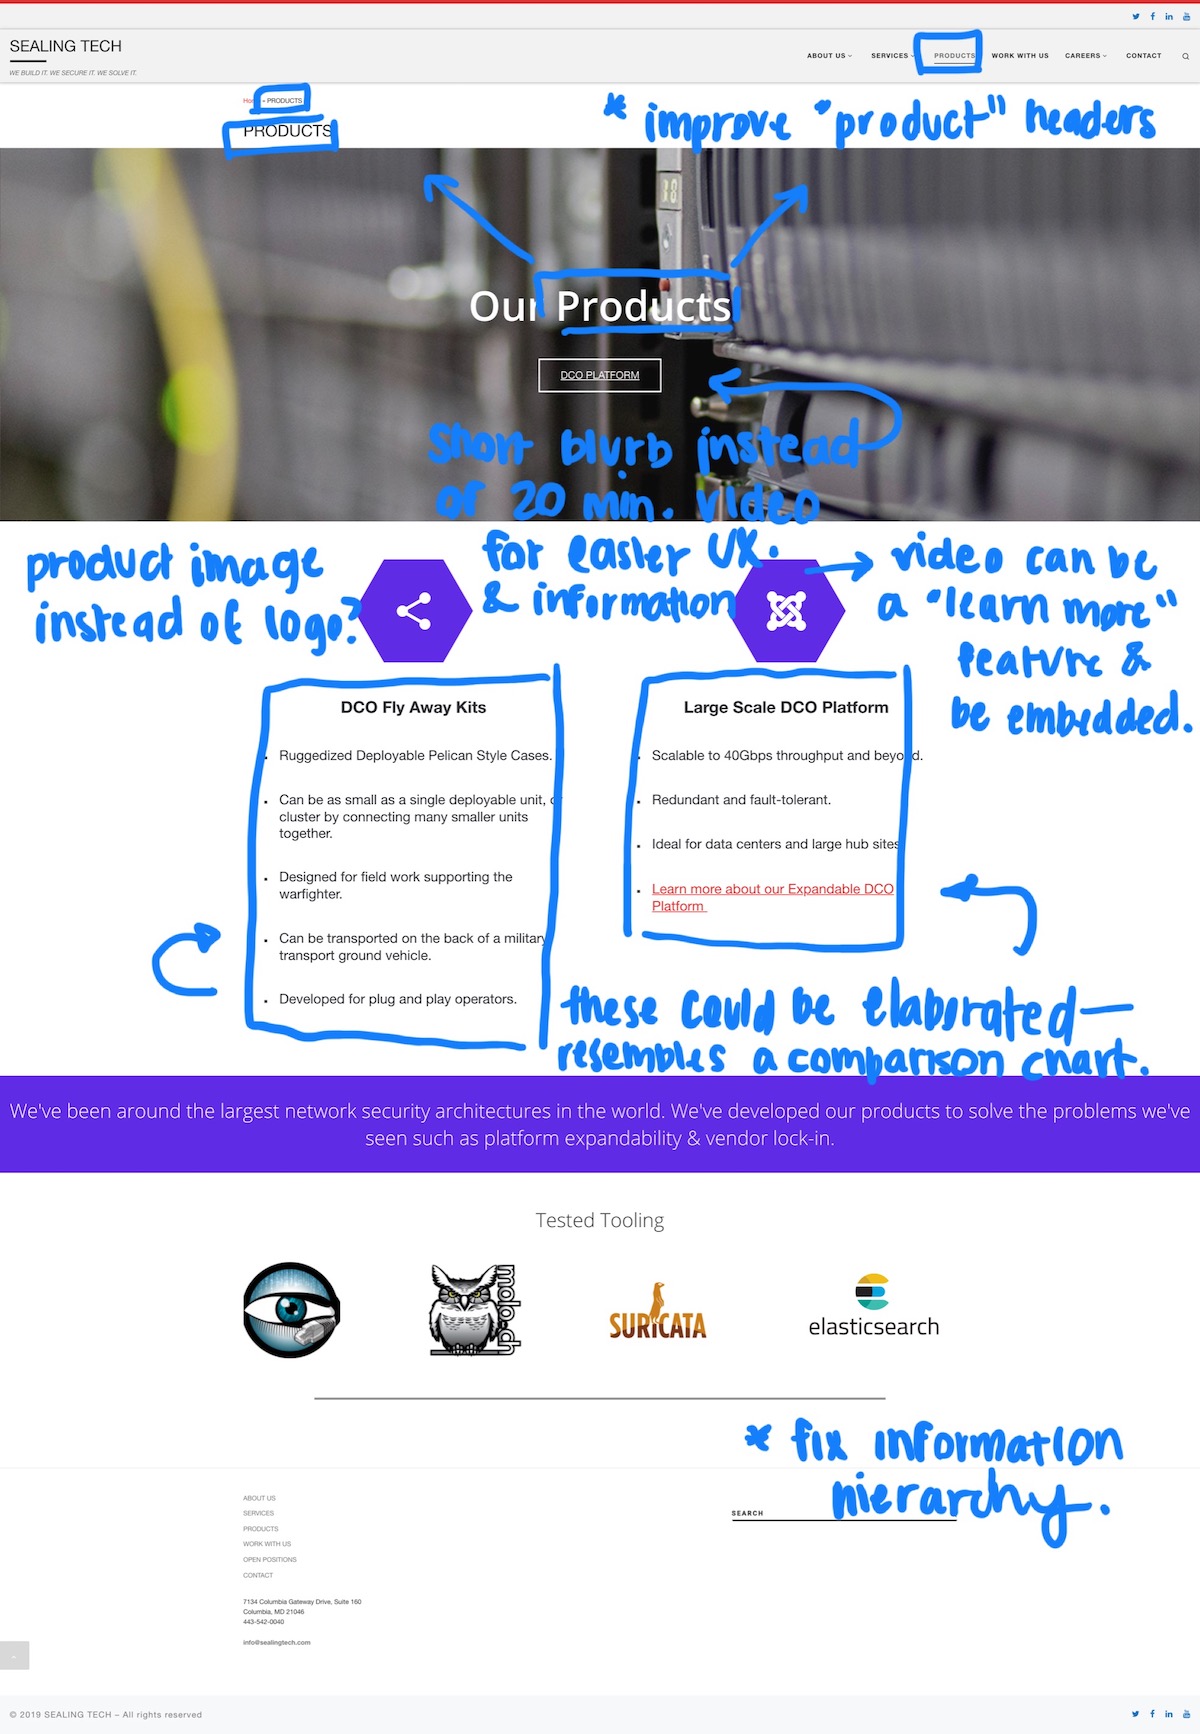 SEALING TECH
WE BUILD IT. WE SECURE IT. WE SOLVE IT.
ABOUT US SERVICES PRODUCTS WORK WITH US CAREERS CONTACT
» PRODUCTS
PRODUCTS
* improve "product" headers
Our Products
DCO PLATFORM
short blurb instead
of 20 min. video
for easier UX.
& information
product image
instead of logo?
video can be
a "learn more"
feature &
be embedded.
DCO Fly Away Kits
Ruggedized Deployable Pelican Style Cases.
Can be as small as a single deployable unit, or
cluster by connecting many smaller units
together.
Designed for field work supporting the
warfighter.
Can be transported on the back of a military
transport ground vehicle.
Developed for plug and play operators.
Large Scale DCO Platform
Scalable to 40Gbps throughput and beyond.
Redundant and fault-tolerant.
Ideal for data centers and large hub sites
Learn more about our Expandable DCO
Platform
these could be elaborated—
resembles a comparison chart.
We've been around the largest network security architectures in the world. We've developed our products to solve the problems we've
seen such as platform expandability & vendor lock-in.
Tested Tooling
moloch
SURICATA
elasticsearch
* fix information
hierarchy.
ABOUT US
SERVICES
PRODUCTS
WORK WITH US
OPEN POSITIONS
CONTACT
SEARCH
7134 Columbia Gateway Drive, Suite 160
Columbia, MD 21046
443-542-0040
info@sealingtech.com
© 2019 SEALING TECH – All rights reserved